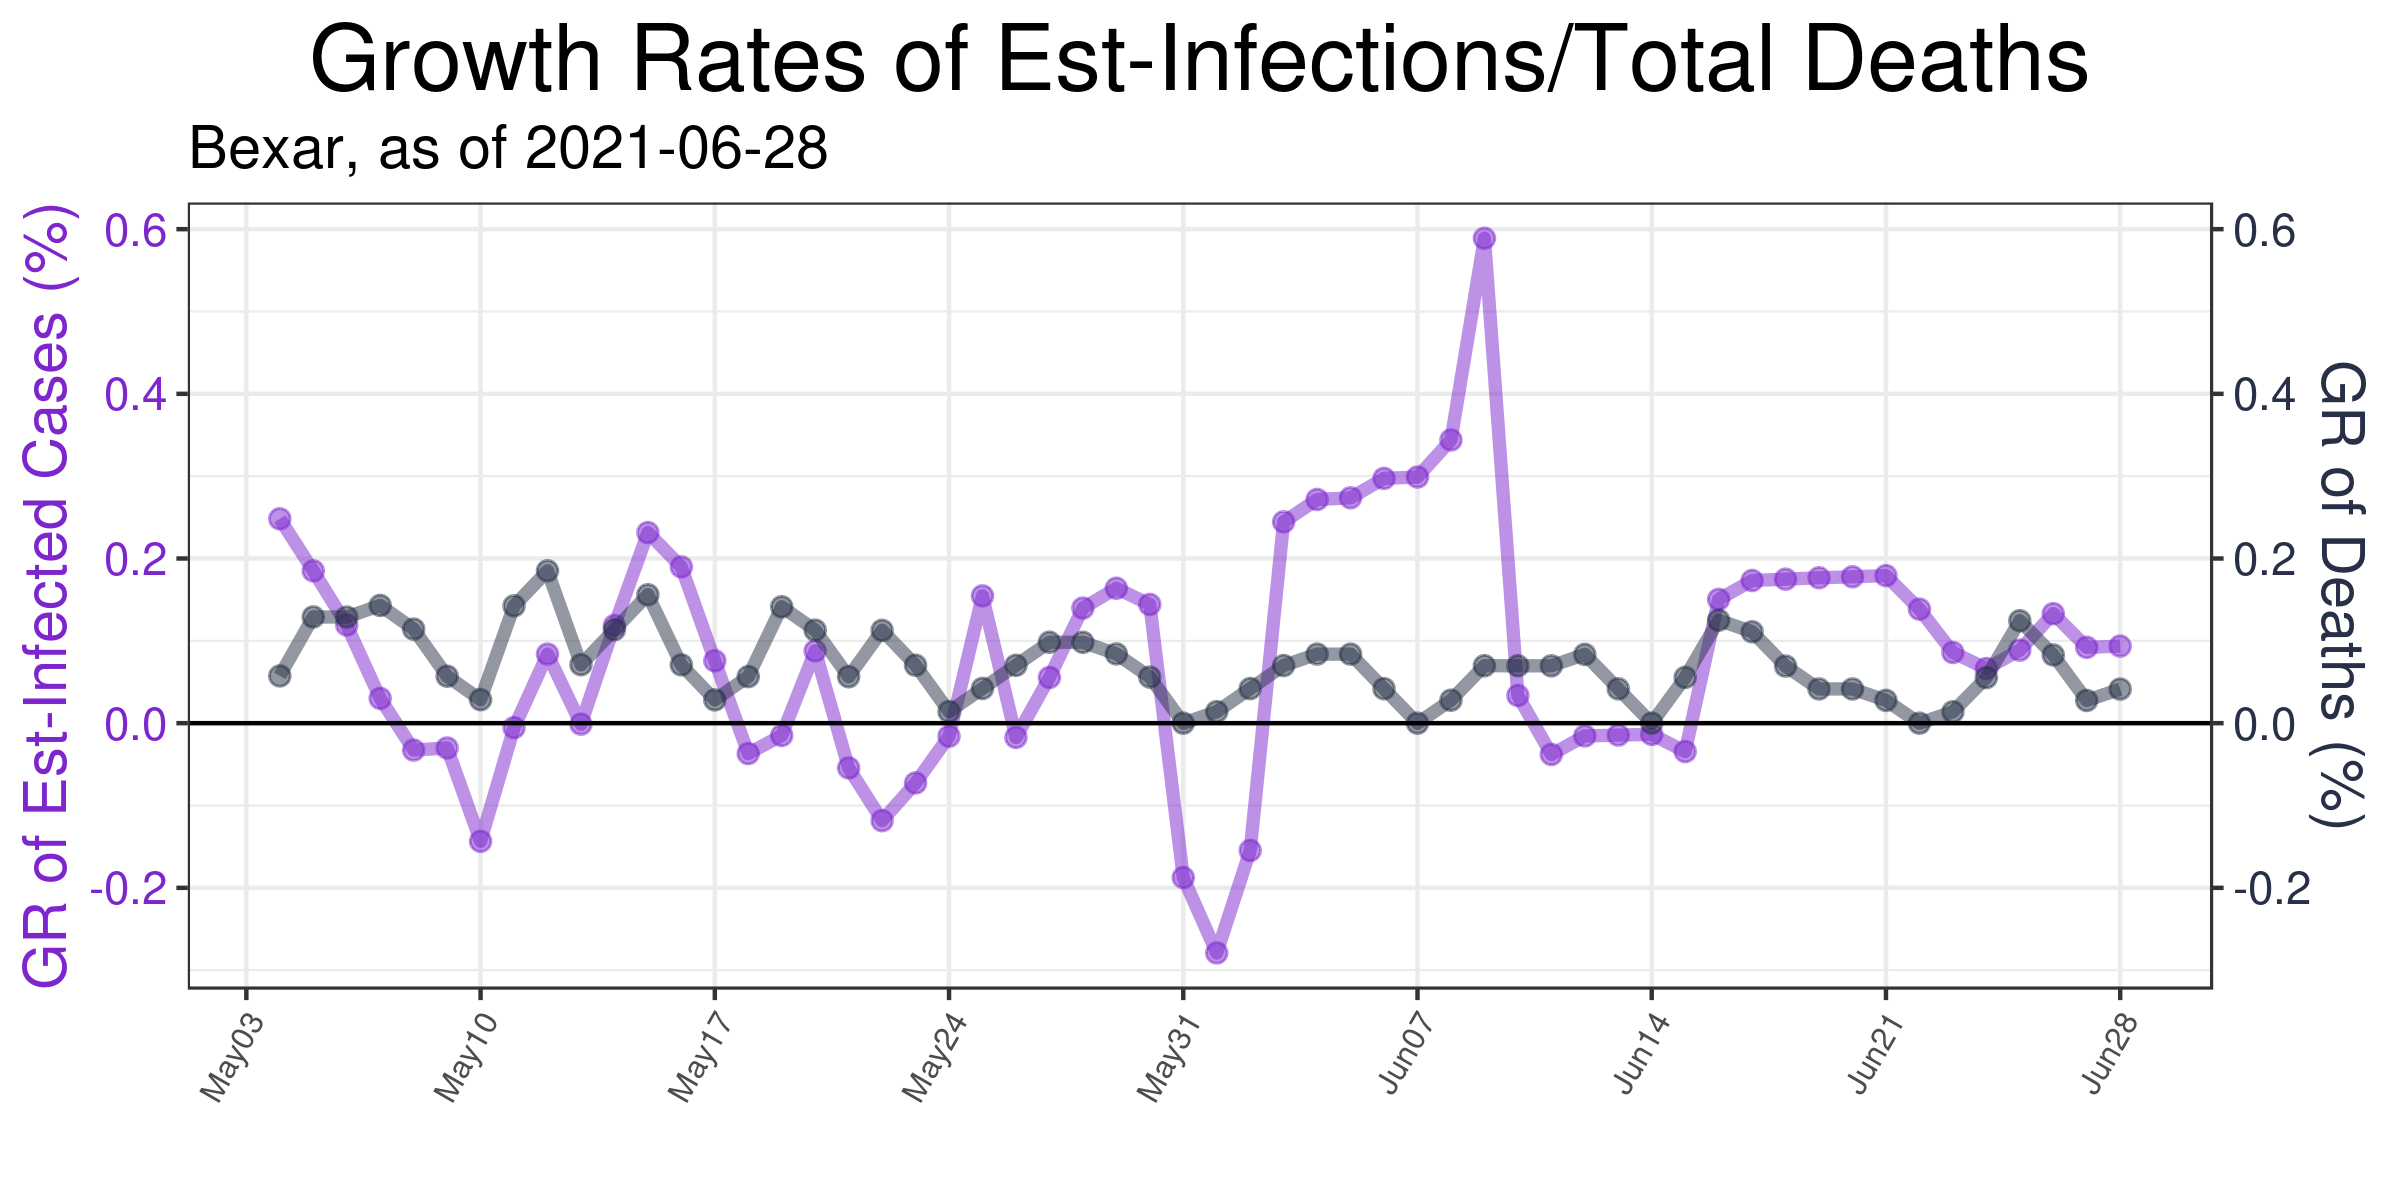 Growth Rates of Est-Infections/Total Deaths
Bexar, as of 2021-06-28
GR of Est-Infected Cases (%)
0.6
0.4
0.2
0.0
-0.2
0.6
0.4
0.2
0.0
-0.2
GR of Deaths (%)
May03
May10
May17
May24
May31
Jun07
Jun14
Jun21
Jun28